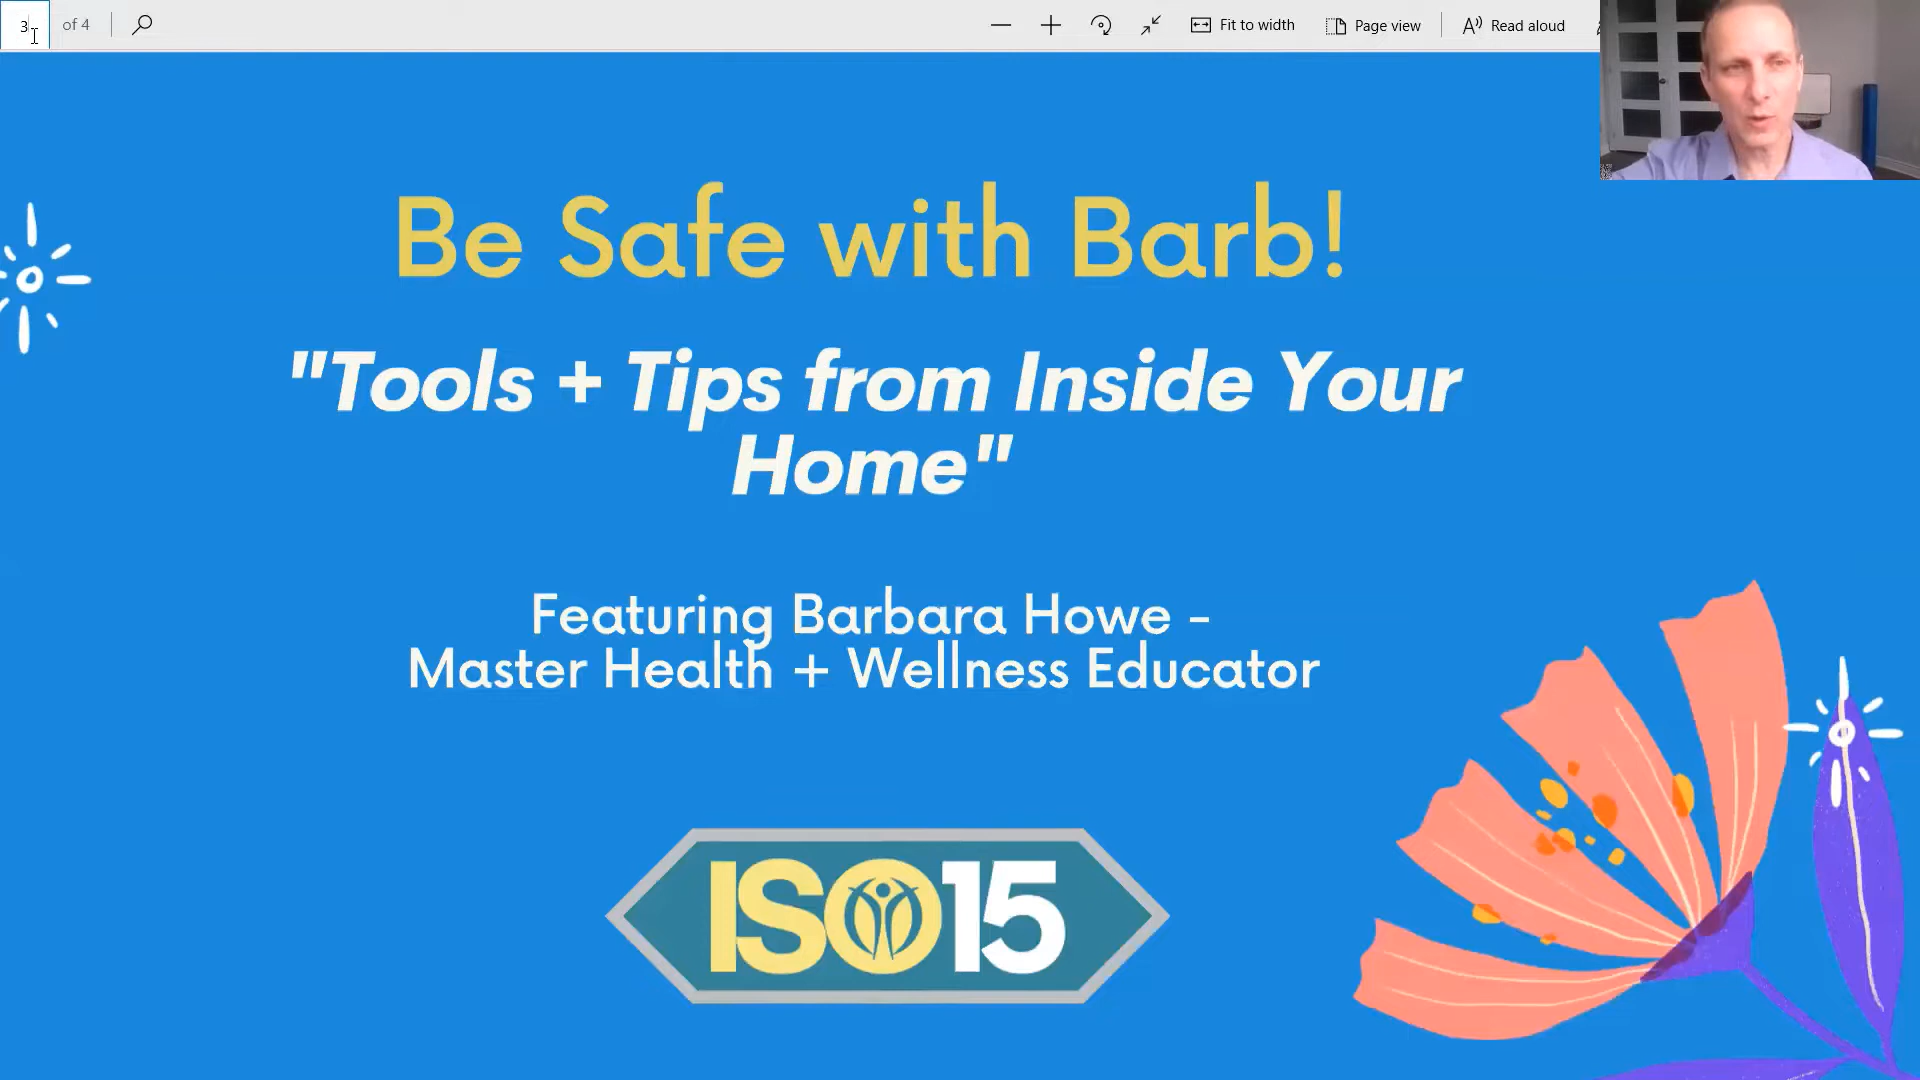 3 of 4 Fit to width Page view Read aloud
Be Safe with Barb!
"Tools + Tips from Inside Your
Home"
Featuring Barbara Howe -
Master Health + Wellness Educator
ISO15